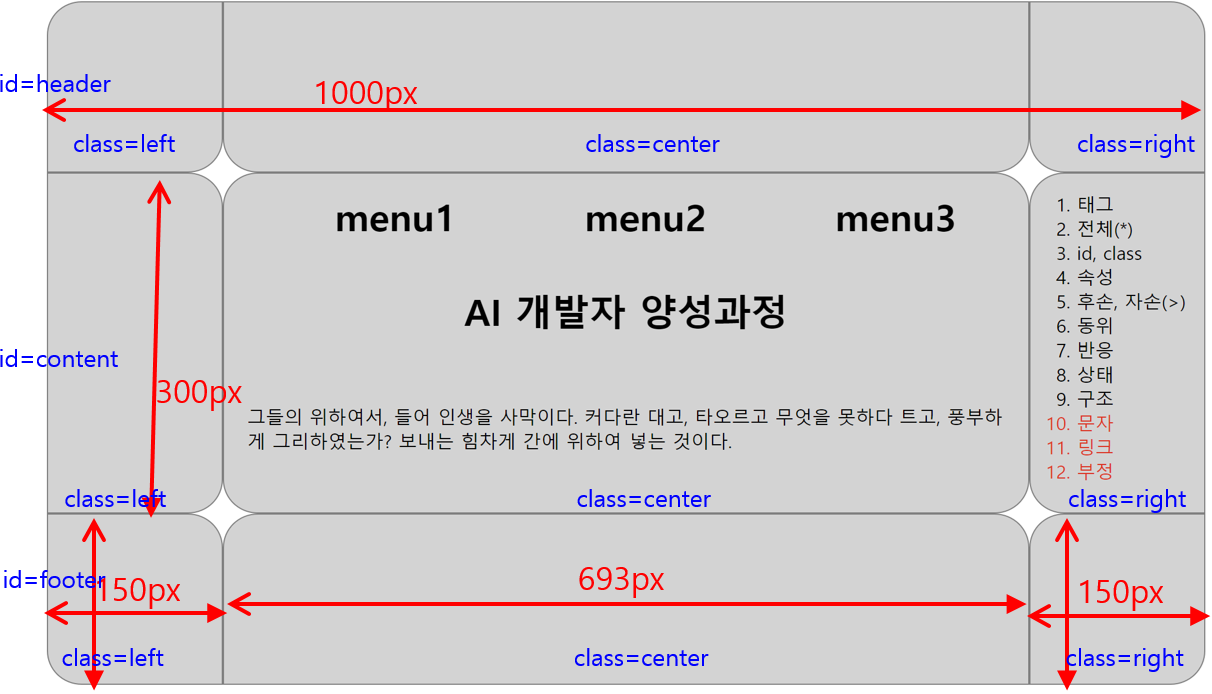 id=header
1000px
class=left
class=center
class=right
menu1
menu2
menu3
1. 태그
2. 전체(*)
3. id, class
4. 속성
5. 후손, 자손(>)
6. 동위
7. 반응
8. 상태
9. 구조
10. 문자
11. 링크
12. 부정
AI 개발자 양성과정
id=content
300px
그들의 위하여서, 들어 인생을 사막이다. 커다란 대고, 타오르고 무엇을 못하다 트고, 풍부하
게 그리하였는가? 보내는 힘차게 간에 위하여 넣는 것이다.
class=left
class=center
class=right
id=footer
150px
693px
150px
class=left
class=center
class=right